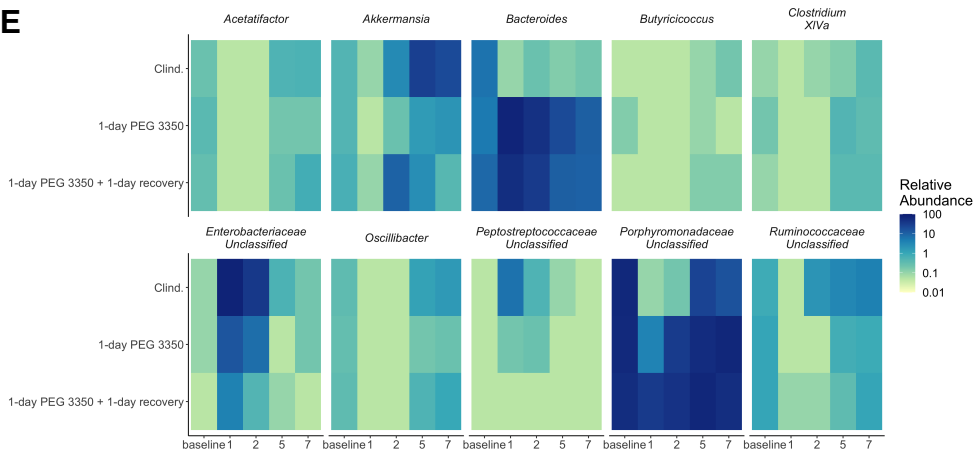 E
Acetatifactor
Akkermansia
Bacteroides
Butyricicoccus
Clostridium
XIVa
Clind.
1-day PEG 3350
1-day PEG 3350 + 1-day recovery
Enterobacteriaceae
Unclassified
Oscillibacter
Peptostreptococcaceae
Unclassified
Porphyromonadaceae
Unclassified
Ruminococcaceae
Unclassified
Clind.
1-day PEG 3350
1-day PEG 3350 + 1-day recovery
baseline 1 2 5 7
baseline 1 2 5 7
baseline 1 2 5 7
baseline 1 2 5 7
baseline 1 2 5 7
Relative
Abundance
100
10
1
0.1
0.01